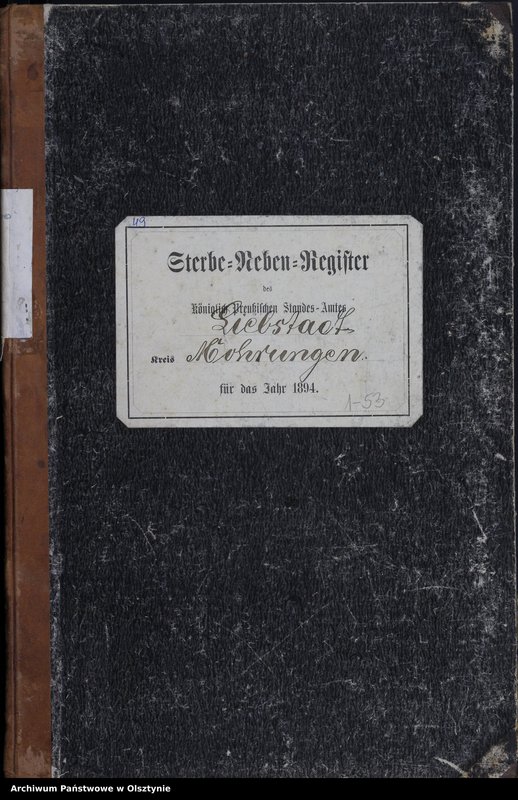 49
Sterbe-Neben-Register
des
Königlich Preußischen Standes-Amtes
Liebstadt
Kreis Mohrungen.
für das Jahr 1894.
1-53
Archiwum Państwowe w Olsztynie